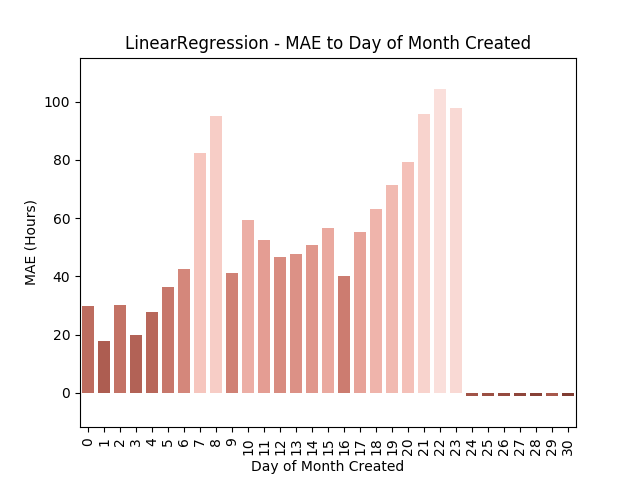 LinearRegression - MAE to Day of Month Created
MAE (Hours)
100
80
60
40
20
0
0 1 2 3 4 5 6 7 8 9 10 11 12 13 14 15 16 17 18 19 20 21 22 23 24 25 26 27 28 29 30
Day of Month Created